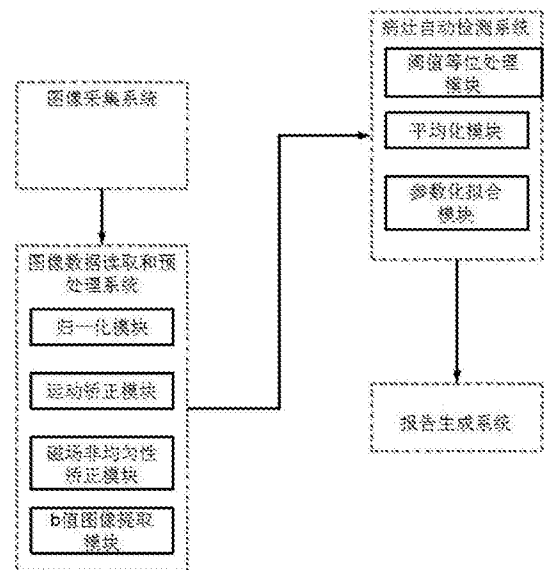 图像采集系统
图像数据读取和预
处理系统
归一化模块
运动矫正模块
磁场非均匀性
矫正模块
b值图像提取
模块
病灶自动检测系统
阈值等位处理
模块
平均化模块
参数化拟合
模块
报告生成系统